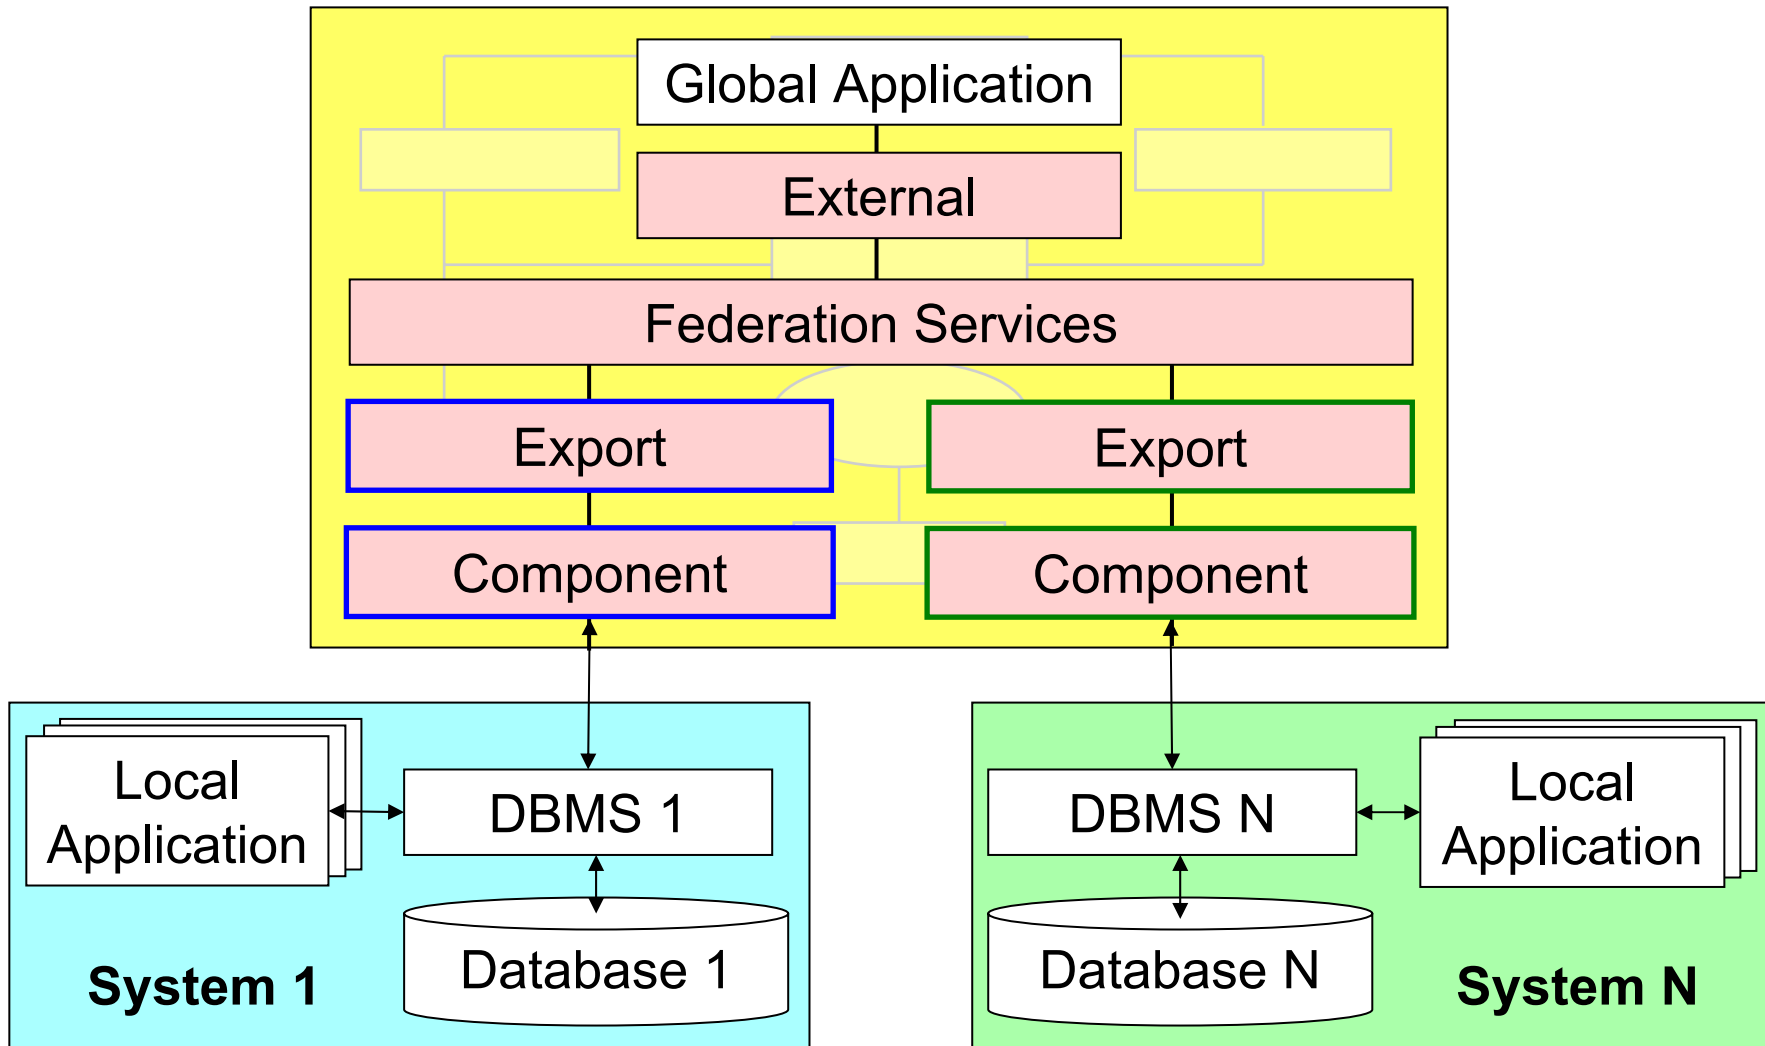 Global Application
External
Federation Services
Export
Export
Component
Component
Local
Application
DBMS 1
Database 1
System 1
DBMS N
Local
Application
Database N
System N